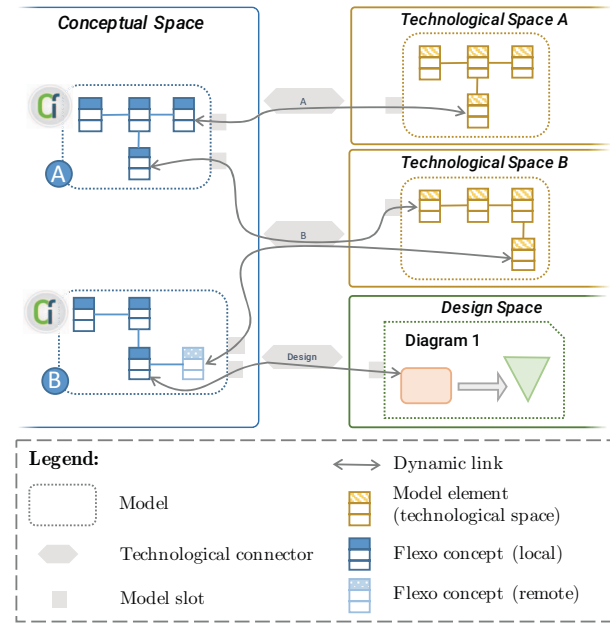 Conceptual Space
Technological Space A
A
A
Technological Space B
B
B
Design Space
Diagram 1
Design
Legend:
Model
Technological connector
Model slot
Dynamic link
Model element
(technological space)
Flexo concept (local)
Flexo concept (remote)